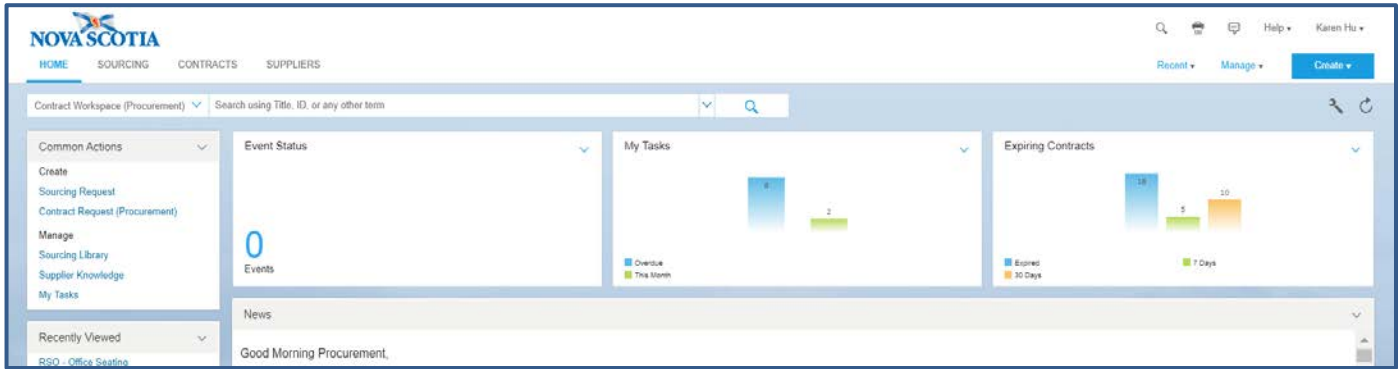 NOVA SCOTIA
Help
Karen Hu
HOME SOURCING CONTRACTS SUPPLIERS
Recent Manage Create
Contract Workspace (Procurement) Search using Title, ID, or any other term
Common Actions
Create
Sourcing Request
Contract Request (Procurement)
Manage
Sourcing Library
Supplier Knowledge
My Tasks
Recently Viewed
RSO - Office Seating
Event Status
0
Events
My Tasks
2
Overdue
This Month
Expiring Contracts
5
10
Expired
7 Days
30 Days
News
Good Morning Procurement,